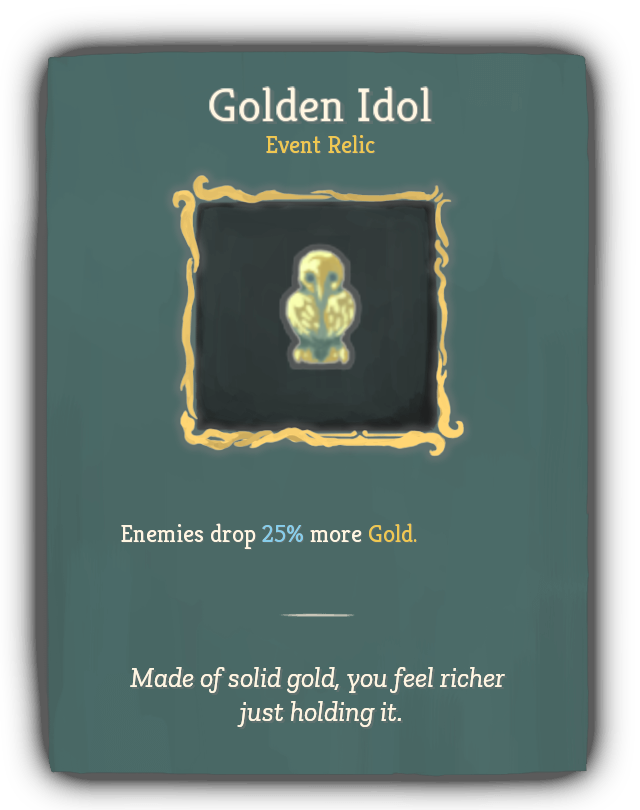 Golden Idol
Event Relic
Enemies drop 25% more Gold.
Made of solid gold, you feel richer
just holding it.